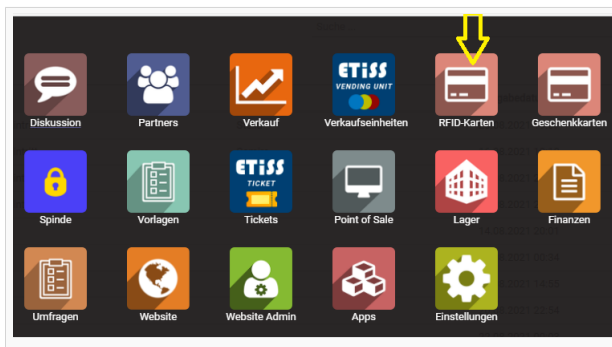 ETiSS
VENDING UNIT
Diskussion
Partners
Verkauf
Verkaufseinheiten
RFID-Karten
Geschenkkarten
ETiSS
TICKET
Spinde
Vorlagen
Tickets
Point of Sale
Lager
Finanzen
Umfragen
Website
Website Admin
Apps
Einstellungen